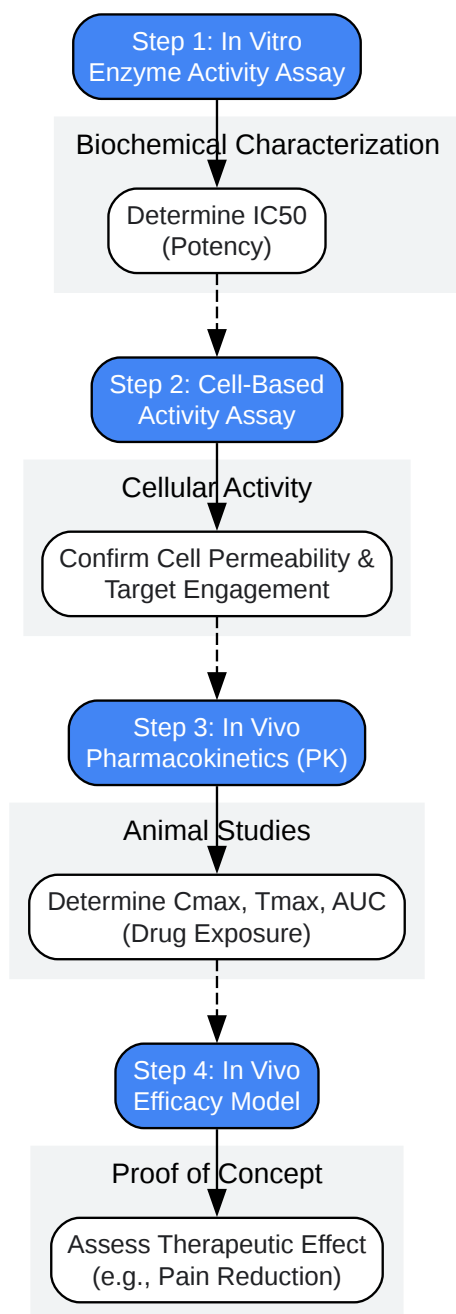 Step 1: In Vitro
Enzyme Activity Assay
Biochemical Characterization
Determine IC50
(Potency)
Step 2: Cell-Based
Activity Assay
Cellular Activity
Confirm Cell Permeability &
Target Engagement
Step 3: In Vivo
Pharmacokinetics (PK)
Animal Studies
Determine Cmax, Tmax, AUC
(Drug Exposure)
Step 4: In Vivo
Efficacy Model
Proof of Concept
Assess Therapeutic Effect
(e.g., Pain Reduction)